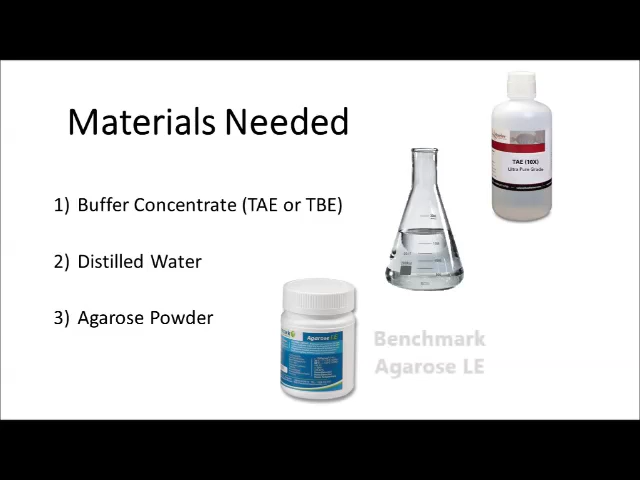 Materials Needed
1) Buffer Concentrate (TAE or TBE)
2) Distilled Water
3) Agarose Powder
TAE (10X)
Ultra Pure Grade
Agarose LE
Benchmark
Agarose LE